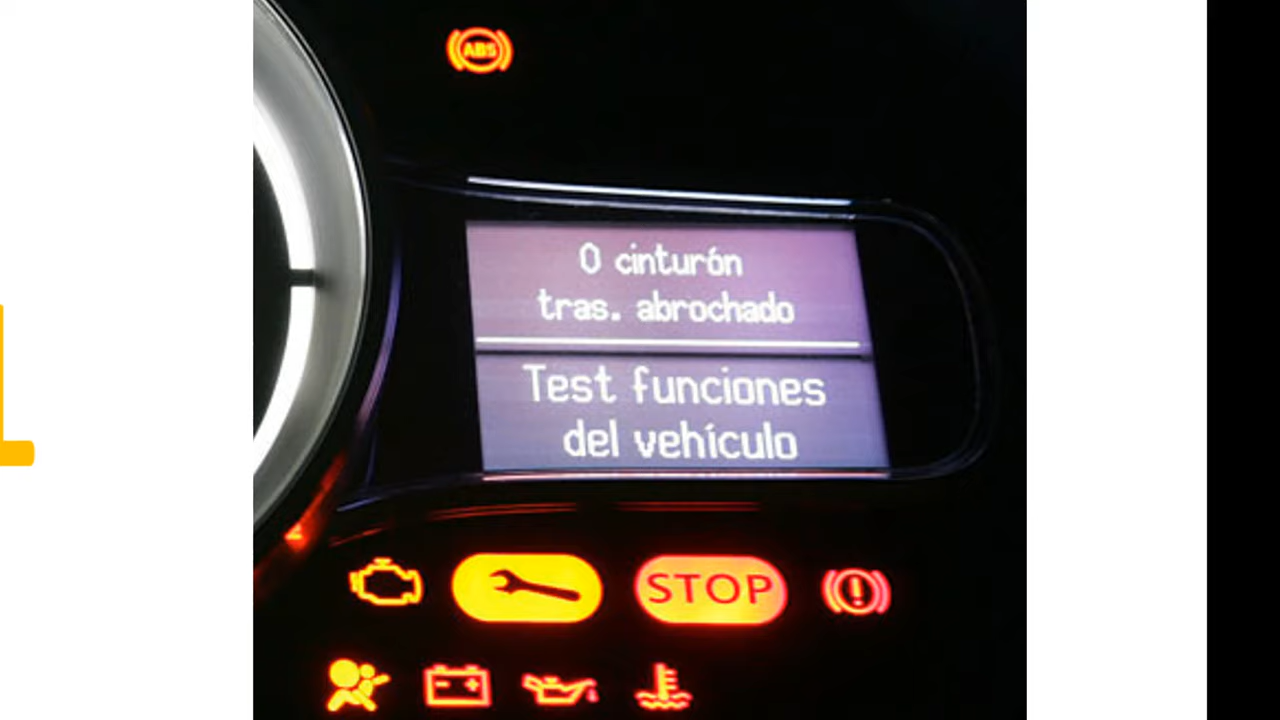 ABS
0 cinturón
tras. abrochado
Test funciones
del vehículo
STOP